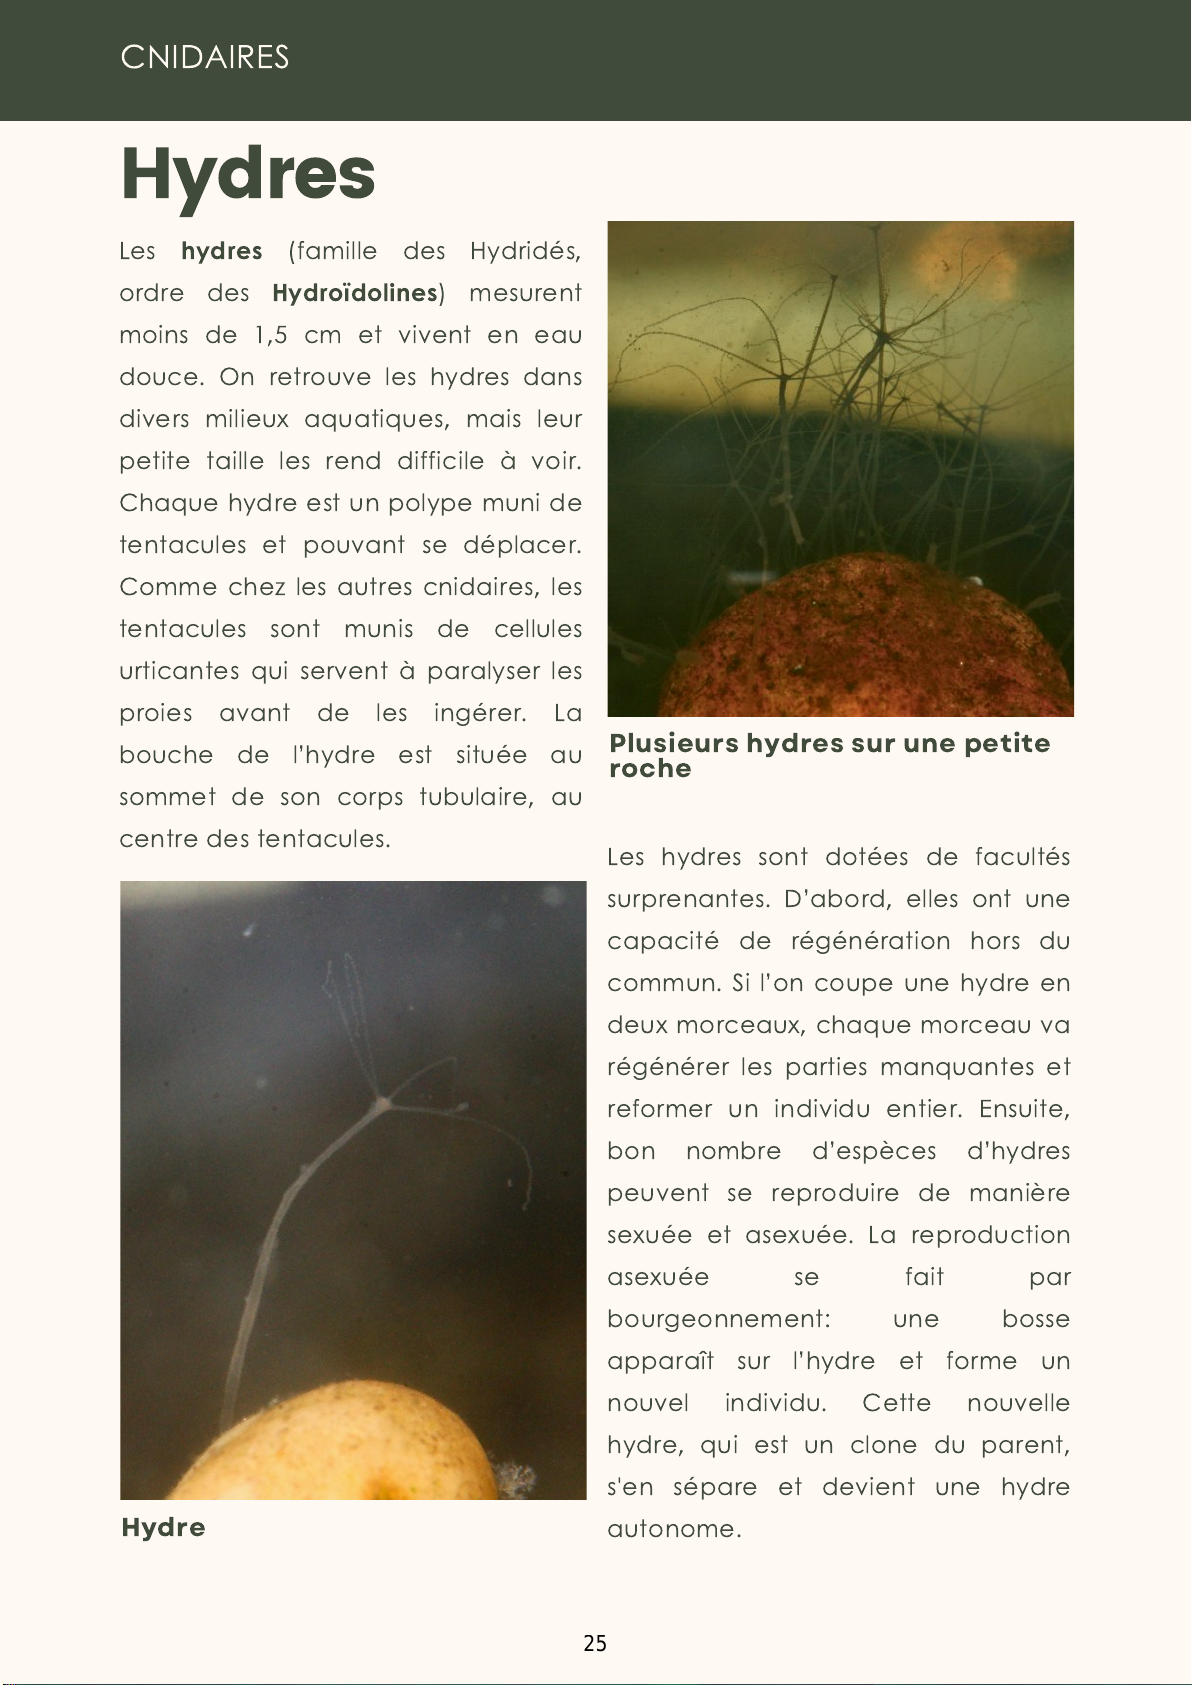 CNIDAIRES
Hydres
Les hydres (famille des Hydridés,
ordre des Hydroïdolines) mesurent
moins de 1,5 cm et vivent en eau
douce. On retrouve les hydres dans
divers milieux aquatiques, mais leur
petite taille les rend difficile à voir.
Chaque hydre est un polype muni de
tentacules et pouvant se déplacer.
Comme chez les autres cnidaires, les
tentacules sont munis de cellules
urticantes qui servent à paralyser les
proies avant de les ingérer. La
bouche de l'hydre est située au
sommet de son corps tubulaire, au
centre des tentacules.
Hydre
Plusieurs hydres sur une petite
roche
Les hydres sont dotées de facultés
surprenantes. D'abord, elles ont une
capacité de régénération hors du
commun. Si l'on coupe une hydre en
deux morceaux, chaque morceau va
régénérer les parties manquantes et
reformer un individu entier. Ensuite,
bon nombre d'espèces d'hydres
peuvent se reproduire de manière
sexuée et asexuée. La reproduction
asexuée se fait par
bourgeonnement: une bosse
apparaît sur l'hydre et forme un
nouvel individu. Cette nouvelle
hydre, qui est un clone du parent,
s'en sépare et devient une hydre
autonome.
25